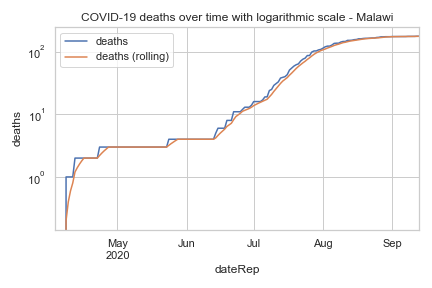 COVID-19 deaths over time with logarithmic scale - Malawi
deaths
deaths (rolling)
10²
10¹
10⁰
deaths
May
2020
Jun
Jul
Aug
Sep
dateRep